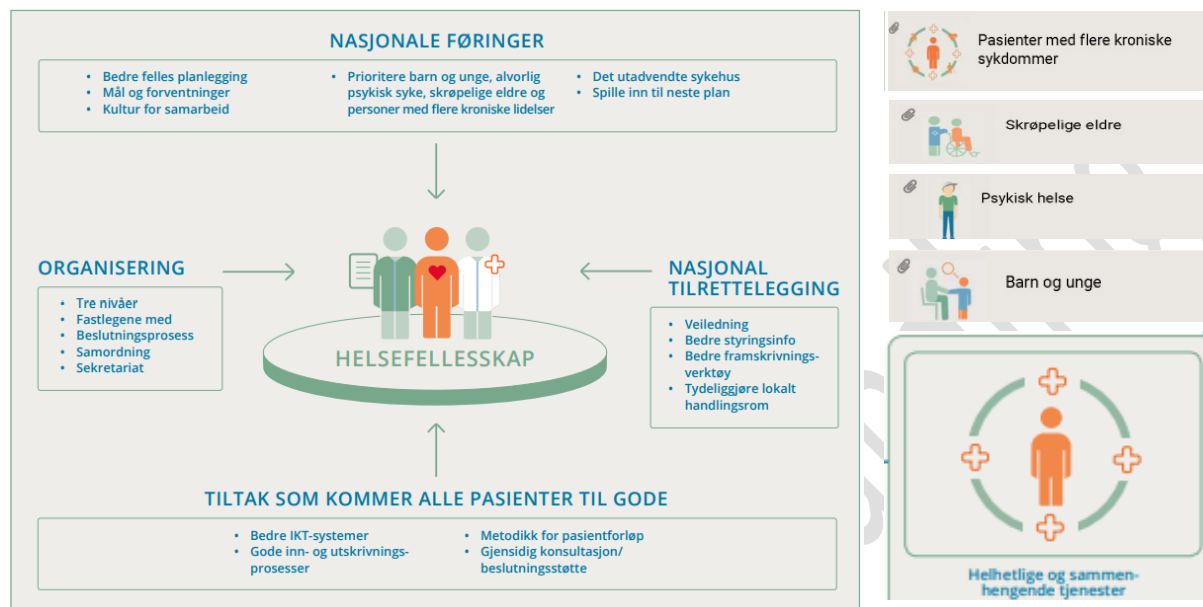 NASJONALE FØRINGER
• Bedre felles planlegging
• Mål og forventninger
• Kultur for samarbeid
• Prioritere barn og unge, alvorlig
psykisk syke, skrøpelige eldre og
personer med flere kroniske lidelser
• Det utadvendte sykehus
• Spille inn til neste plan
ORGANISERING
• Tre nivåer
• Fastlegene med
• Beslutningsprosess
• Samordning
• Sekretariat
HELSEFELLESSKAP
NASJONAL
TILRETTELEGGING
• Veiledning
• Bedre styringsinfo
• Bedre framskrivnings-
verktøy
• Tydeliggjøre lokalt
handlingsrom
TILTAK SOM KOMMER ALLE PASIENTER TIL GODE
• Bedre IKT-systemer
• Gode inn- og utskrivnings-
prosesser
• Metodikk for pasientforløp
• Gjensidig konsultasjon/
beslutningsstøtte
Pasienter med flere kroniske
sykdommer
Skrøpelige eldre
Psykisk helse
Barn og unge
Helhetlige og sammen-
hengende tjenester